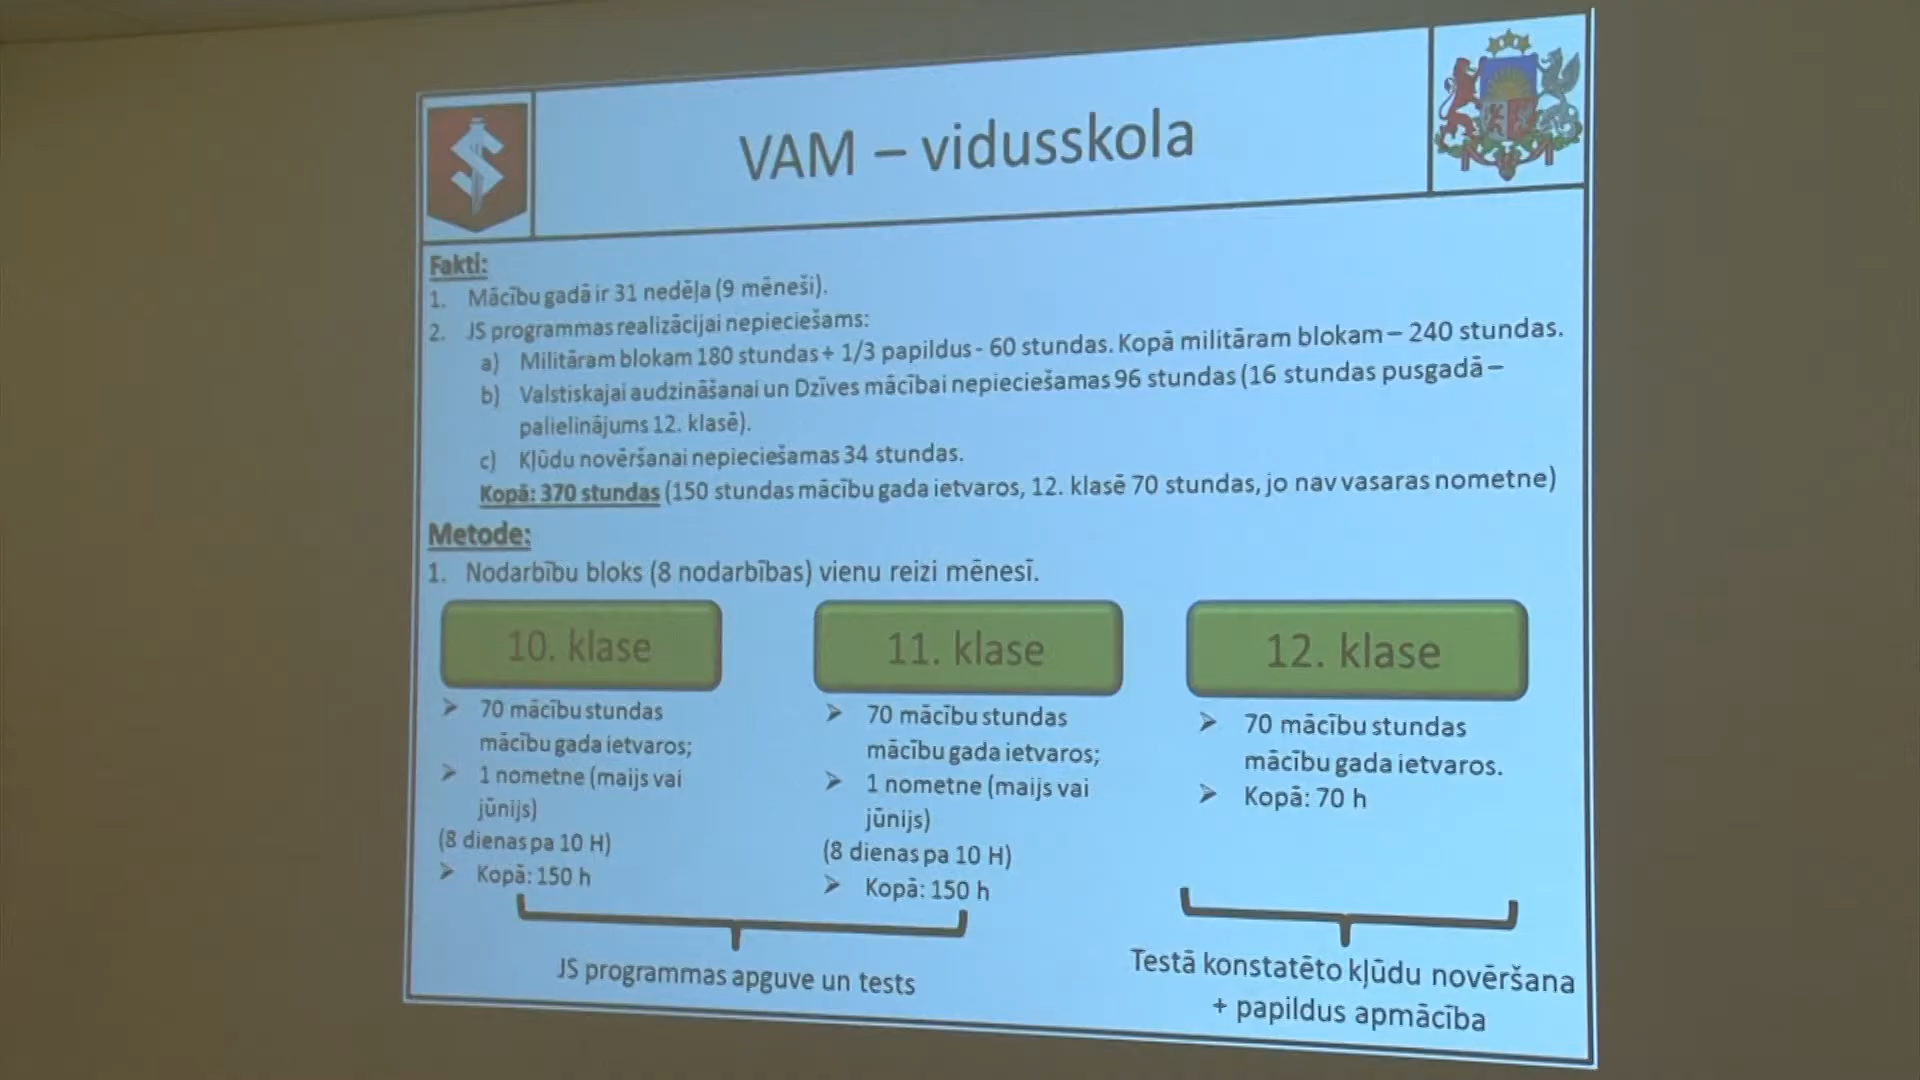 VAM – vidusskola
Fakti:
1. Mācību gadā ir 31 nedēļa (9 mēneši).
2. JS programmas realizācijai nepieciešams:
a) Militāram blokam 180 stundas + 1/3 papildus - 60 stundas. Kopā militāram blokam – 240 stundas.
b) Valstiskajai audzināšanai un Dzīves mācībai nepieciešamas 96 stundas (16 stundas pusgadā –
palielinājums 12. klasē).
c) Kļūdu novēršanai nepieciešamas 34 stundas.
Kopā: 370 stundas (150 stundas mācību gada ietvaros, 12. klasē 70 stundas, jo nav vasaras nometne)
Metode:
1. Nodarbību bloks (8 nodarbības) vienu reizi mēnesī.
10. klase
➢ 70 mācību stundas
mācību gada ietvaros;
➢ 1 nometne (maijs vai
jūnijs)
(8 dienas pa 10 H)
➢ Kopā: 150 h
11. klase
➢ 70 mācību stundas
mācību gada ietvaros;
➢ 1 nometne (maijs vai
jūnijs)
(8 dienas pa 10 H)
➢ Kopā: 150 h
12. klase
➢ 70 mācību stundas
mācību gada ietvaros.
➢ Kopā: 70 h
JS programmas apguve un tests
Testā konstatēto kļūdu novēršana
+ papildus apmācība